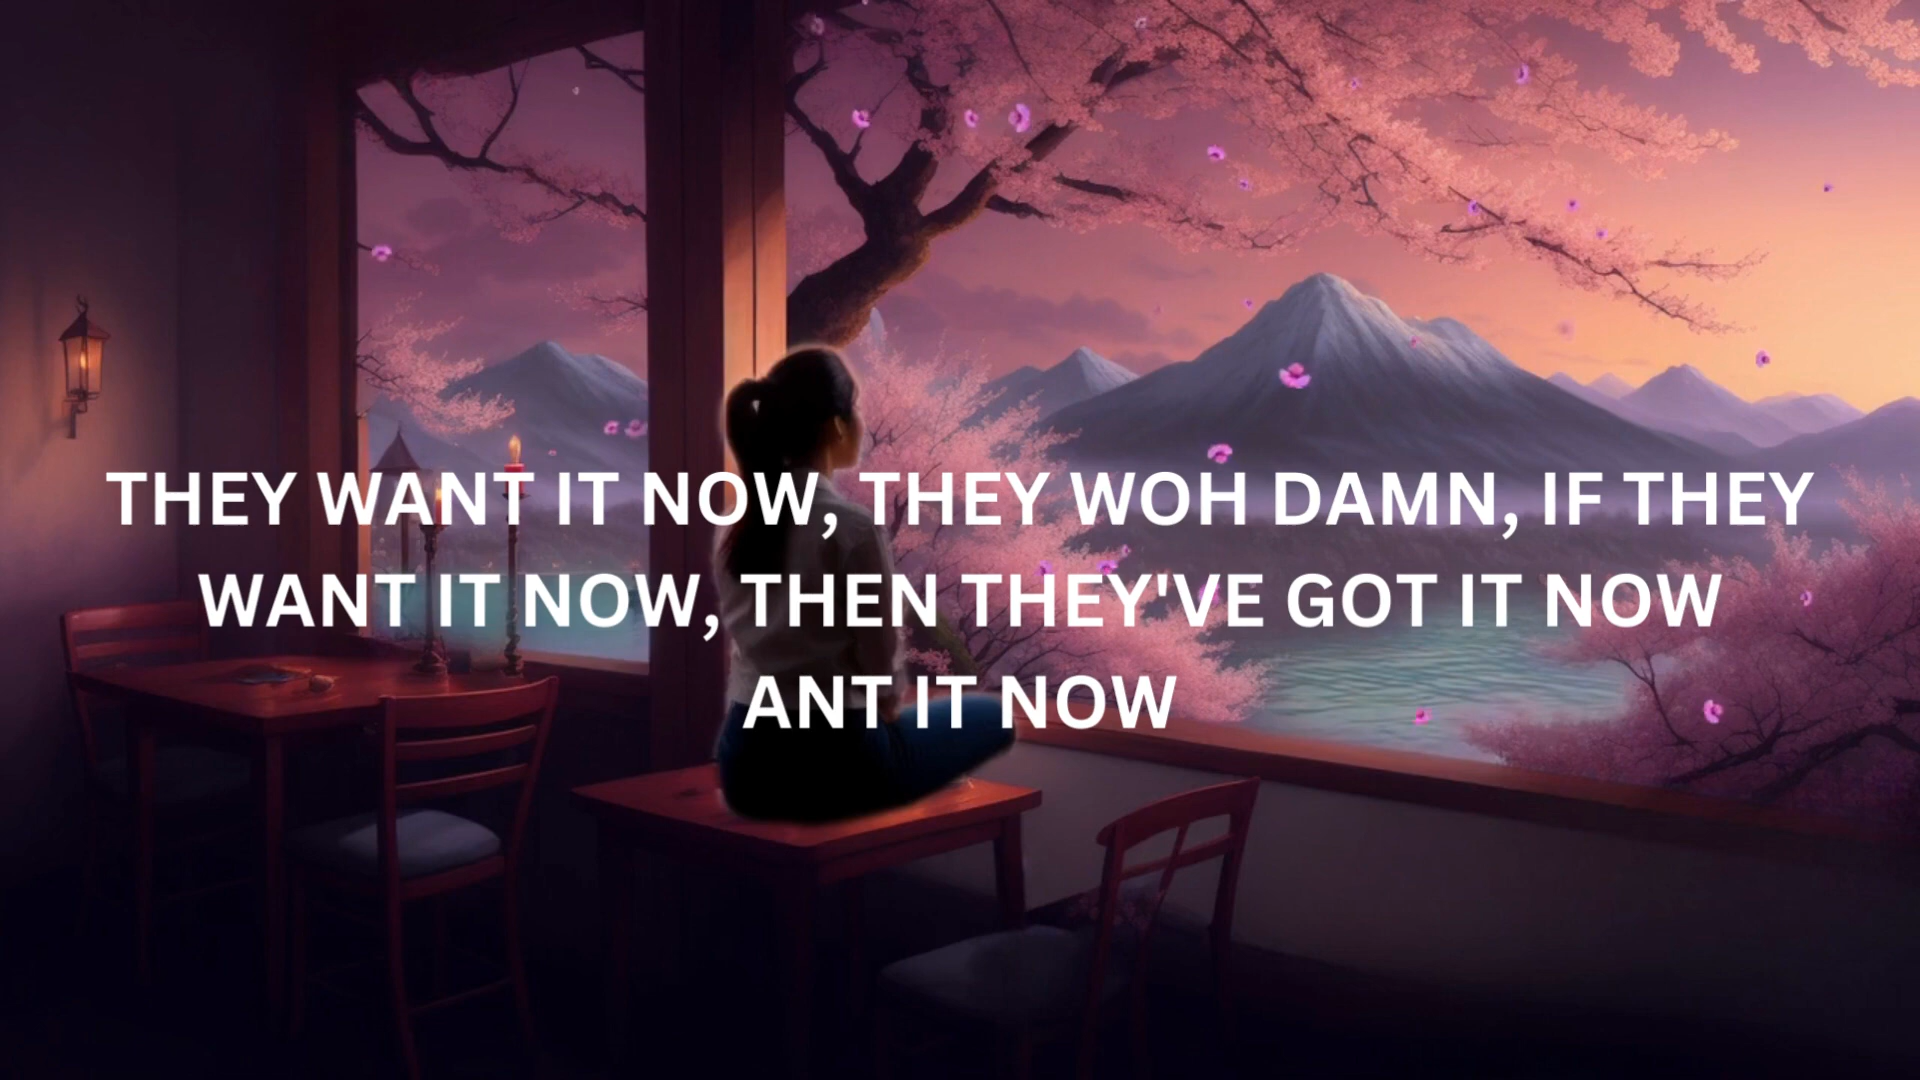 THEY WANT IT NOW, THEY WOH DAMN, IF THEY
WANT IT NOW, THEN THEY'VE GOT IT NOW
ANT IT NOW